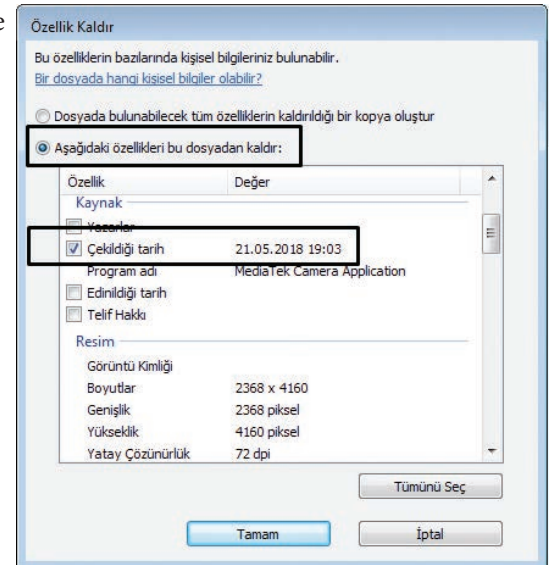 Özellik Kaldır
Bu özelliklerin bazılarında kişisel bilgileriniz bulunabilir.
Bir dosyada hangi kişisel bilgiler olabilir?
Dosyada bulunabilecek tüm özelliklerin kaldırıldığı bir kopya oluştur
Aşağıdaki özellikleri bu dosyadan kaldır:
Özellik Değer
Kaynak
Yazarlar
Çekildiği tarih 21.05.2018 19:03
Program adı MediaTek Camera Application
Edinildiği tarih
Telif Hakkı
Resim
Görüntü Kimliği
Boyutlar 2368 x 4160
Genişlik 2368 piksel
Yükseklik 4160 piksel
Yatay Çözünürlük 72 dpi
Tümünü Seç
Tamam İptal